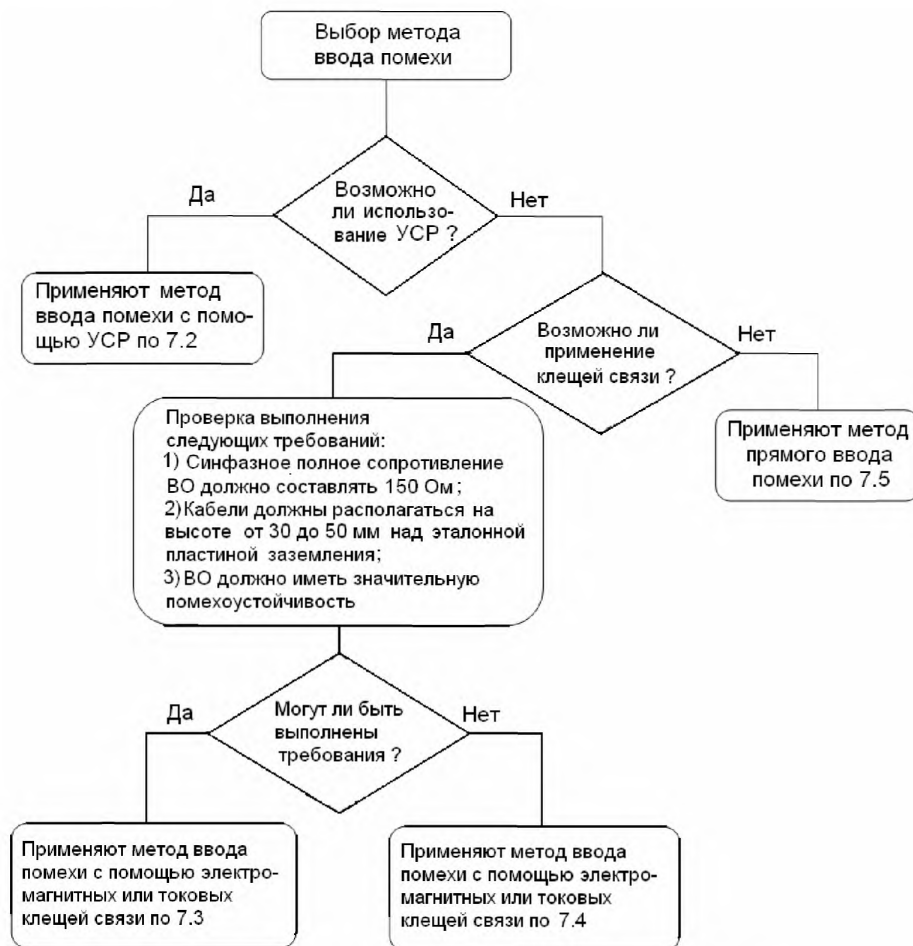 Выбор метода
ввода помехи
Да
Возможно
ли использо-
вание УСР ?
Нет
Применяют метод
ввода помехи с помо-
щью УСР по 7.2
Да
Возможно ли
применение
клещей связи ?
Нет
Проверка выполнения
следующих требований:
1) Синфазное полное сопротивление
ВО должно составлять 150 Ом;
2)Кабели должны располагаться на
высоте от 30 до 50 мм над эталонной
пластиной заземления;
3) ВО должно иметь значительную
помехоустойчивость
Применяют метод
прямого ввода
помехи по 7.5
Да
Могут ли быть
выполнены
требования ?
Нет
Применяют метод ввода
помехи с помощью электро-
магнитных или токовых
клещей связи по 7.3
Применяют метод ввода
помехи с помощью электро-
магнитных или токовых
клещей связи по 7.4